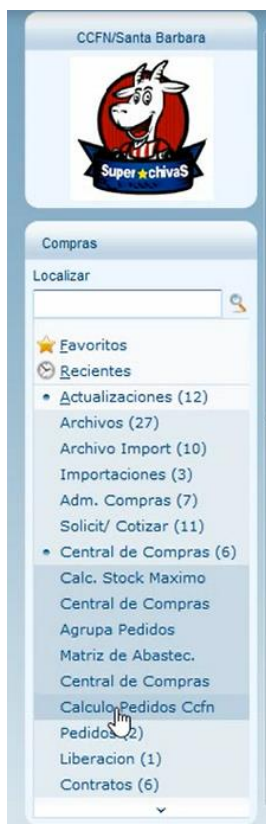 CCFN/Santa Barbara
Super★chivaS
Compras
Localizar
Favoritos
Recientes
Actualizaciones (12)
Archivos (27)
Archivo Import (10)
Importaciones (3)
Adm. Compras (7)
Solicit/ Cotizar (11)
Central de Compras (6)
Calc. Stock Maximo
Central de Compras
Agrupa Pedidos
Matriz de Abastec.
Central de Compras
Calculo Pedidos Ccfn
Pedidos (2)
Liberacion (1)
Contratos (6)